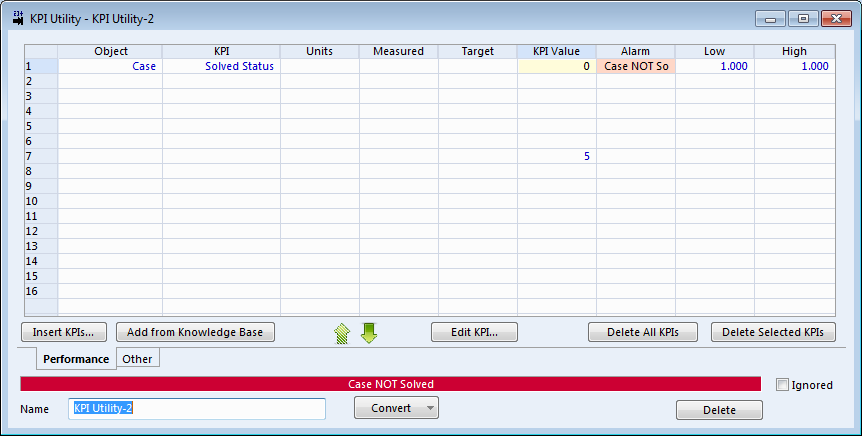 KPI Utility - KPI Utility-2
Object KPI Units Measured Target KPI Value Alarm Low High
1 Case Solved Status 0 Case NOT So 1.000 1.000
2
3
4
5
6
7 5
8
9
10
11
12
13
14
15
16
Insert KPIs... Add from Knowledge Base Edit KPI... Delete All KPIs Delete Selected KPIs
Performance Other
Case NOT Solved Ignored
Name KPI Utility-2 Convert Delete